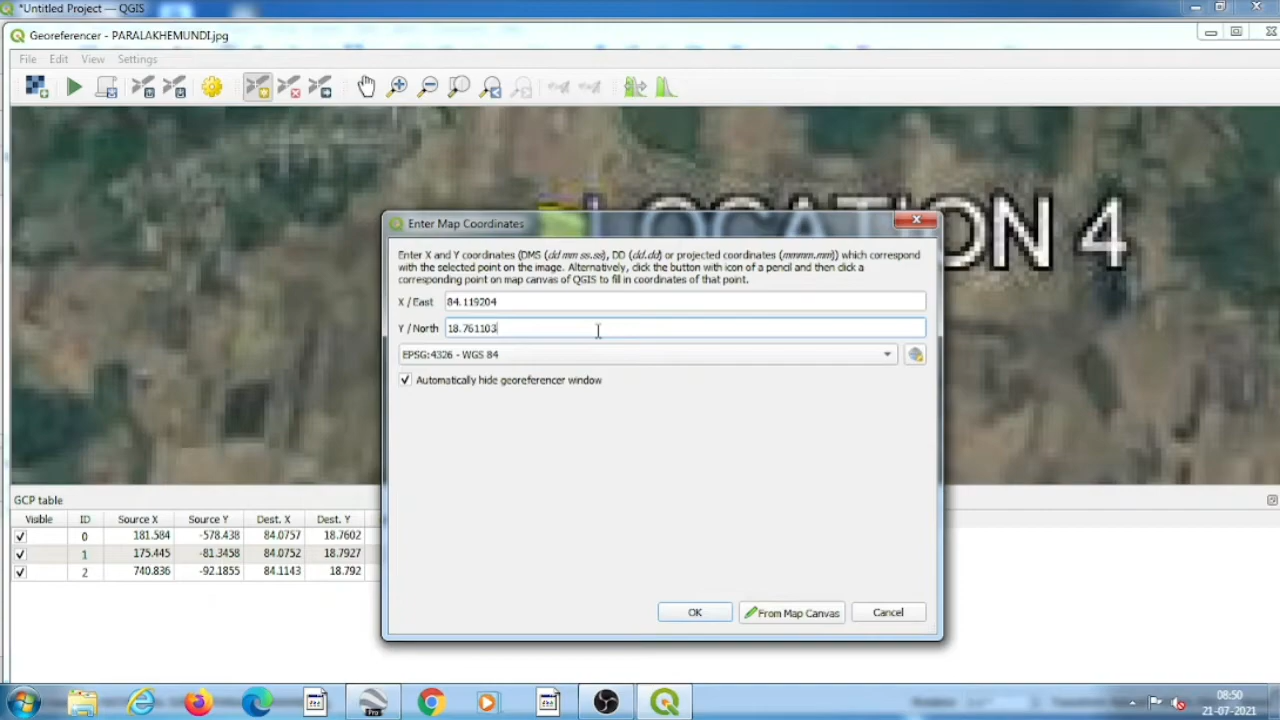 *Untitled Project — QGIS
Georeferencer - PARALAKHEMUNDI.jpg
File Edit View Settings
LOCATION 4
Enter Map Coordinates
Enter X and Y coordinates (DMS (dd mm ss.ss), DD (dd.dd) or projected coordinates (mmmm.mm)) which correspond
with the selected point on the image. Alternatively, click the button with icon of a pencil and then click a
corresponding point on map canvas of QGIS to fill in coordinates of that point.
X / East 84.119204
Y / North 18.761103
EPSG:4326 - WGS 84
Automatically hide georeferencer window
OK From Map Canvas Cancel
GCP table
Visible ID Source X Source Y Dest. X Dest. Y
0 181.584 -578.438 84.0757 18.7602
1 175.445 -81.3458 84.0752 18.7927
2 740.836 -92.1855 84.1143 18.792
Pro
08:50
21-07-2021